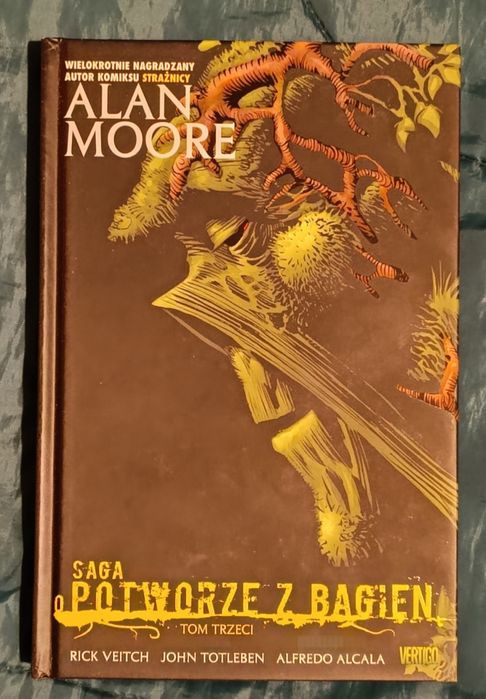 WIELOKROTNIE NAGRADZANY
AUTOR KOMIKSU STRAŻNICY
ALAN
MOORE
SAGA
O POTWORZE Z BAGIEN
TOM TRZECI
RICK VEITCH JOHN TOTLEBEN ALFREDO ALCALA VERTIGO